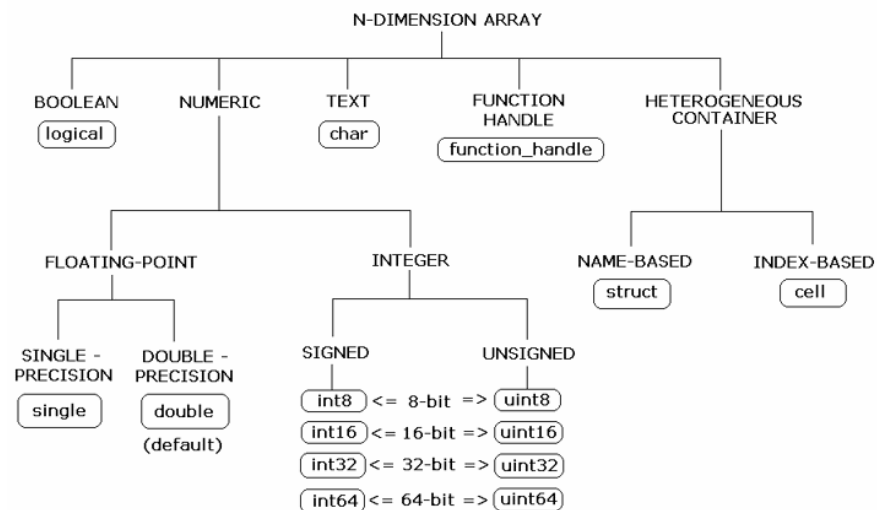 N-DIMENSION ARRAY
BOOLEAN
logical
NUMERIC
TEXT
char
FUNCTION
HANDLE
function_handle
HETEROGENEOUS
CONTAINER
FLOATING-POINT
INTEGER
NAME-BASED
struct
INDEX-BASED
cell
SINGLE -
PRECISION
single
DOUBLE -
PRECISION
double
(default)
SIGNED
UNSIGNED
int8 <= 8-bit => uint8
int16 <= 16-bit => uint16
int32 <= 32-bit => uint32
int64 <= 64-bit => uint64